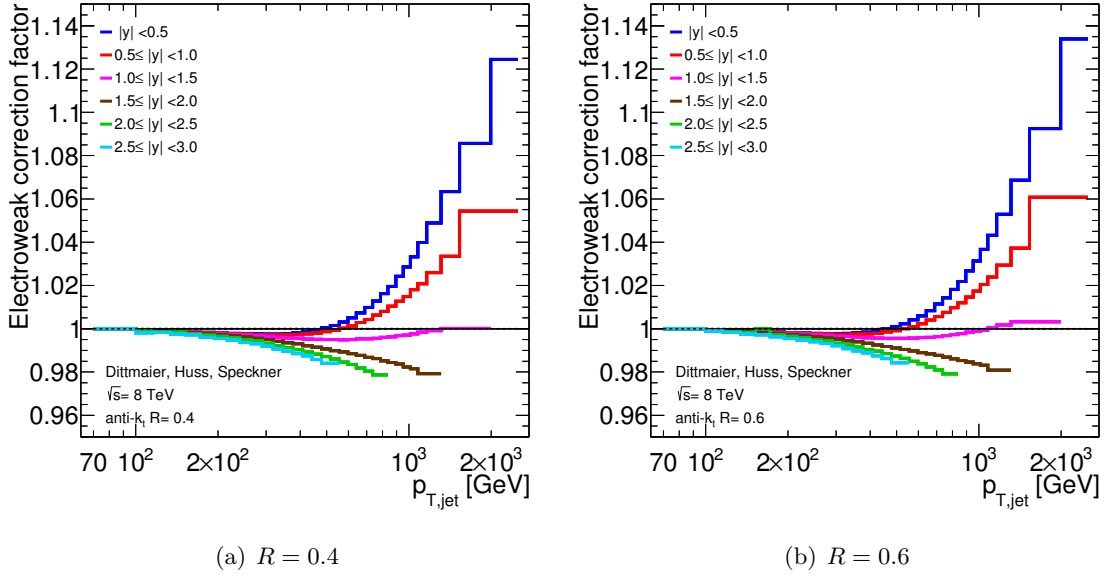 Electroweak correction factor
1.14
1.12
1.1
1.08
1.06
1.04
1.02
1
0.98
0.96
|y| <0.5
0.5≤ |y| <1.0
1.0≤ |y| <1.5
1.5≤ |y| <2.0
2.0≤ |y| <2.5
2.5≤ |y| <3.0
Dittmaier, Huss, Speckner
√s= 8 TeV
anti-k_t R= 0.4
70 10² 2×10² 10³ 2×10³
p_T,jet [GeV]
(a) R = 0.4
Electroweak correction factor
1.14
1.12
1.1
1.08
1.06
1.04
1.02
1
0.98
0.96
|y| <0.5
0.5≤ |y| <1.0
1.0≤ |y| <1.5
1.5≤ |y| <2.0
2.0≤ |y| <2.5
2.5≤ |y| <3.0
Dittmaier, Huss, Speckner
√s= 8 TeV
anti-k_t R= 0.6
70 10² 2×10² 10³ 2×10³
p_T,jet [GeV]
(b) R = 0.6